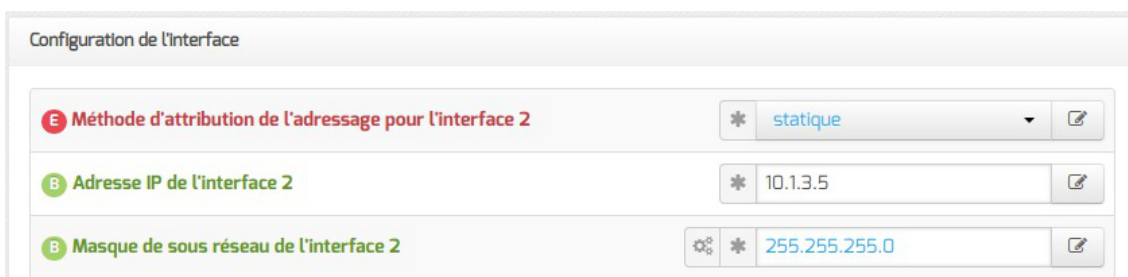 Configuration de l'interface
E Méthode d'attribution de l'adressage pour l'interface 2 * statique
B Adresse IP de l'interface 2 * 10.1.3.5
B Masque de sous réseau de l'interface 2 * 255.255.255.0